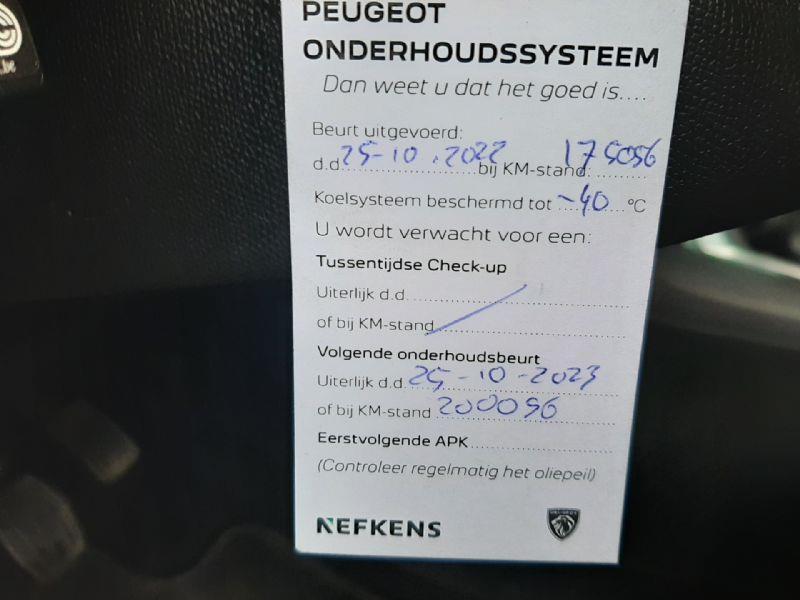 PEUGEOT
ONDERHOUDSSYSTEEM
Dan weet u dat het goed is....
Beurt uitgevoerd:
d.d. 25-10.2022 bij KM-stand: 175056
Koelsysteem beschermd tot ~40 °C
U wordt verwacht voor een:
Tussentijdse Check-up
Uiterlijk d.d.
of bij KM-stand
Volgende onderhoudsbeurt
Uiterlijk d.d. 25-10-2023
of bij KM-stand 200056
Eerstvolgende APK
(Controleer regelmatig het oliepeil)
NEFKENS
PEUGEOT